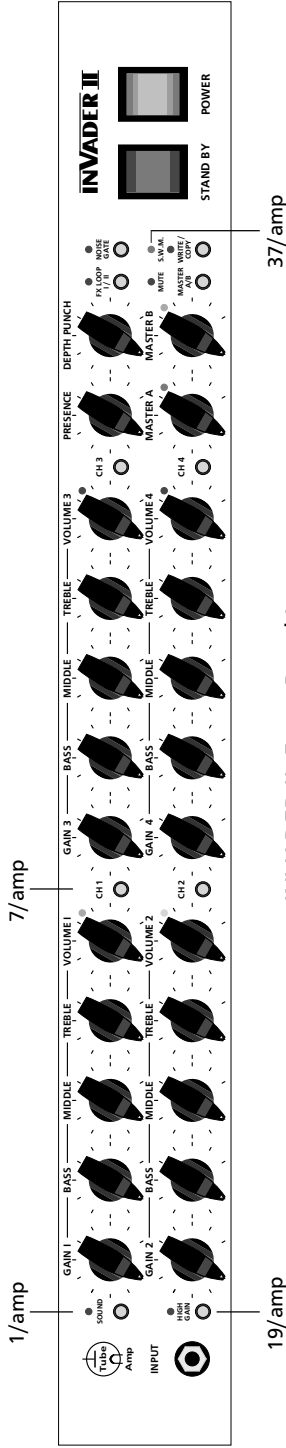 1/amp
7/amp
Tube
Amp
INPUT
SOUND
GAIN I
BASS
MIDDLE
TREBLE
VOLUME I
CH 1
GAIN 3
BASS
MIDDLE
TREBLE
VOLUME 3
CH 3
PRESENCE
DEPTH PUNCH
FX LOOP
I / II
NOISE
GATE
INVADER II
HIGH
GAIN
GAIN 2
BASS
MIDDLE
TREBLE
VOLUME 2
CH 2
GAIN 4
BASS
MIDDLE
TREBLE
VOLUME 4
CH 4
MASTER A
MASTER B
MUTE
MASTER
A/B
S.W.M.
WRITE/
COPY
STAND BY
POWER
19/amp
37/amp